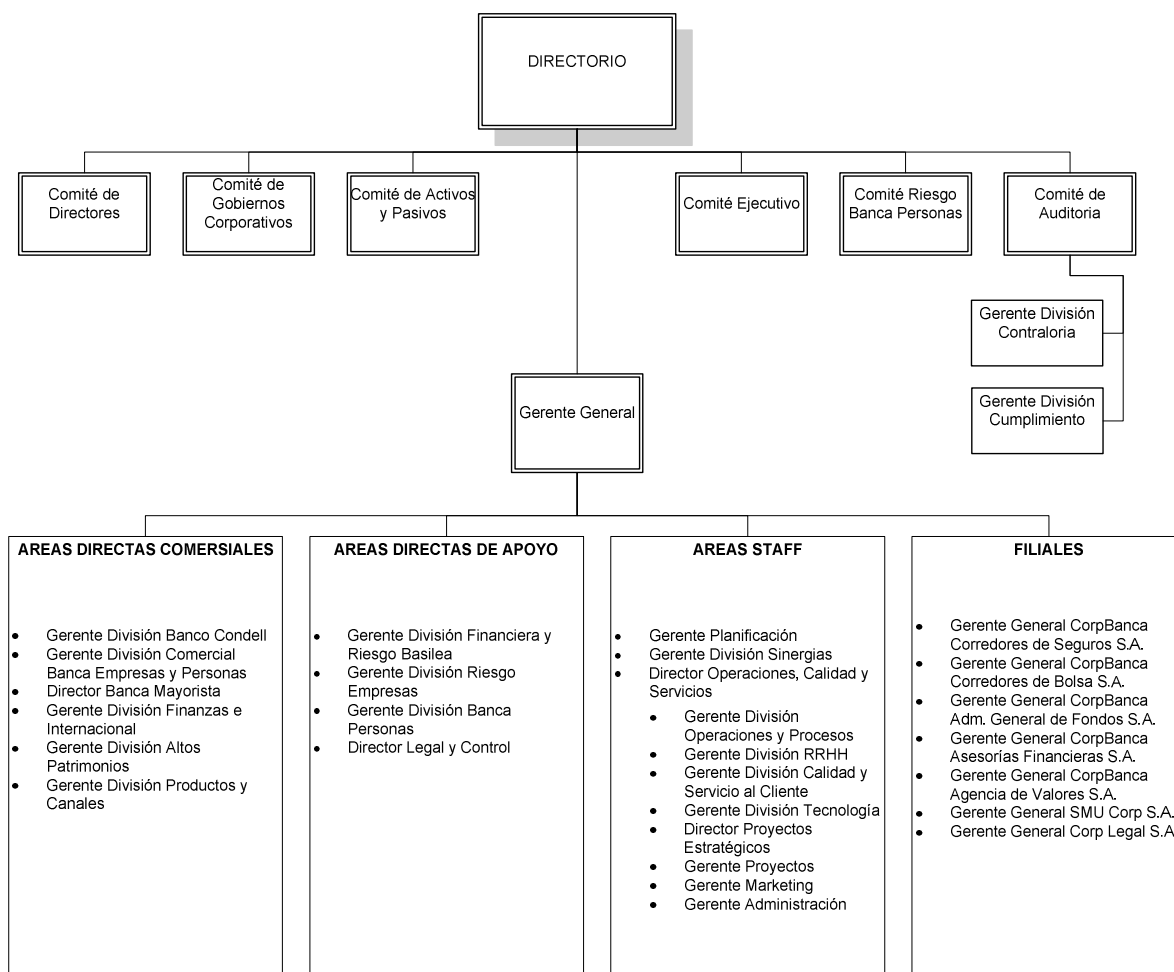 DIRECTORIO
Comité de
Directores
Comité de
Gobiernos
Corporativos
Comité de Activos
y Pasivos
Comité Ejecutivo
Comité Riesgo
Banca Personas
Comité de
Auditoria
Gerente División
Contraloria
Gerente División
Cumplimiento
Gerente General
AREAS DIRECTAS COMERSIALES
• Gerente División Banco Condell
• Gerente División Comercial
Banca Empresas y Personas
• Director Banca Mayorista
• Gerente División Finanzas e
Internacional
• Gerente División Altos
Patrimonios
• Gerente División Productos y
Canales
AREAS DIRECTAS DE APOYO
• Gerente División Financiera y
Riesgo Basilea
• Gerente División Riesgo
Empresas
• Gerente División Banca
Personas
• Director Legal y Control
AREAS STAFF
• Gerente Planificación
• Gerente División Sinergias
• Director Operaciones, Calidad y
Servicios
• Gerente División
Operaciones y Procesos
• Gerente División RRHH
• Gerente División Calidad y
Servicio al Cliente
• Gerente División Tecnología
• Director Proyectos
Estratégicos
• Gerente Proyectos
• Gerente Marketing
• Gerente Administración
FILIALES
• Gerente General CorpBanca
Corredores de Seguros S.A.
• Gerente General CorpBanca
Corredores de Bolsa S.A.
• Gerente General CorpBanca
Adm. General de Fondos S.A.
• Gerente General CorpBanca
Asesorías Financieras S.A.
• Gerente General CorpBanca
Agencia de Valores S.A.
• Gerente General SMU Corp S.A.
• Gerente General Corp Legal S.A